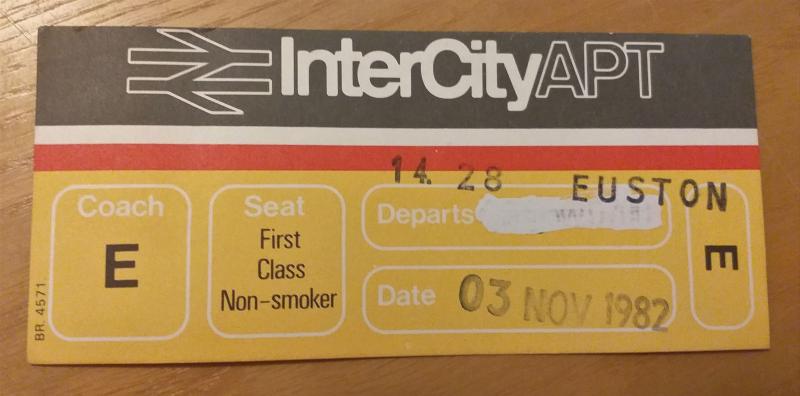 InterCityAPT
14. 28 EUSTON
Coach
E
Seat
First
Class
Non-smoker
Departs
Date 03 NOV 1982
E
BR. 4571.